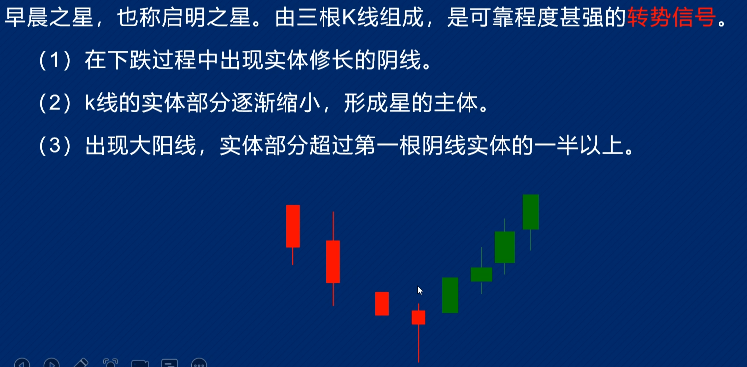 早晨之星，也称启明之星。由三根K线组成，是可靠程度甚强的转势信号。
（1）在下跌过程中出现实体修长的阴线。
（2）k线的实体部分逐渐缩小，形成星的主体。
（3）出现大阳线，实体部分超过第一根阴线实体的一半以上。